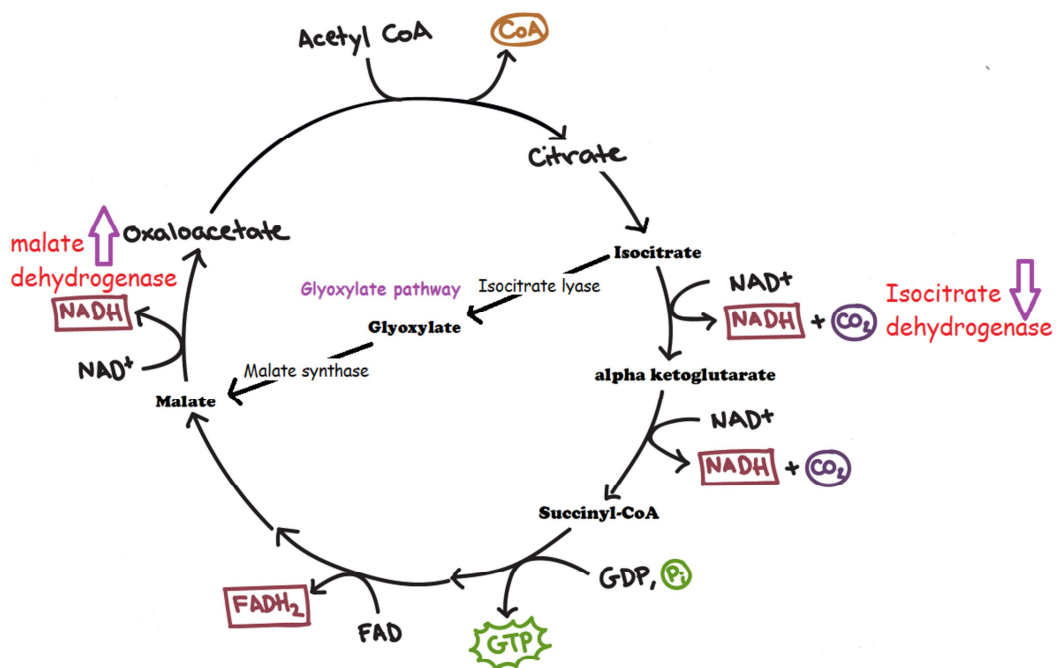 Acetyl CoA
CoA
Citrate
Oxaloacetate
malate
dehydrogenase
NADH
NAD+
Isocitrate
Isocitrate lyase
Glyoxylate pathway
Glyoxylate
Malate synthase
Malate
NAD+
NADH + CO2
Isocitrate
dehydrogenase
alpha ketoglutarate
NAD+
NADH + CO2
Succinyl-CoA
GDP, Pi
GTP
FAD
FADH2